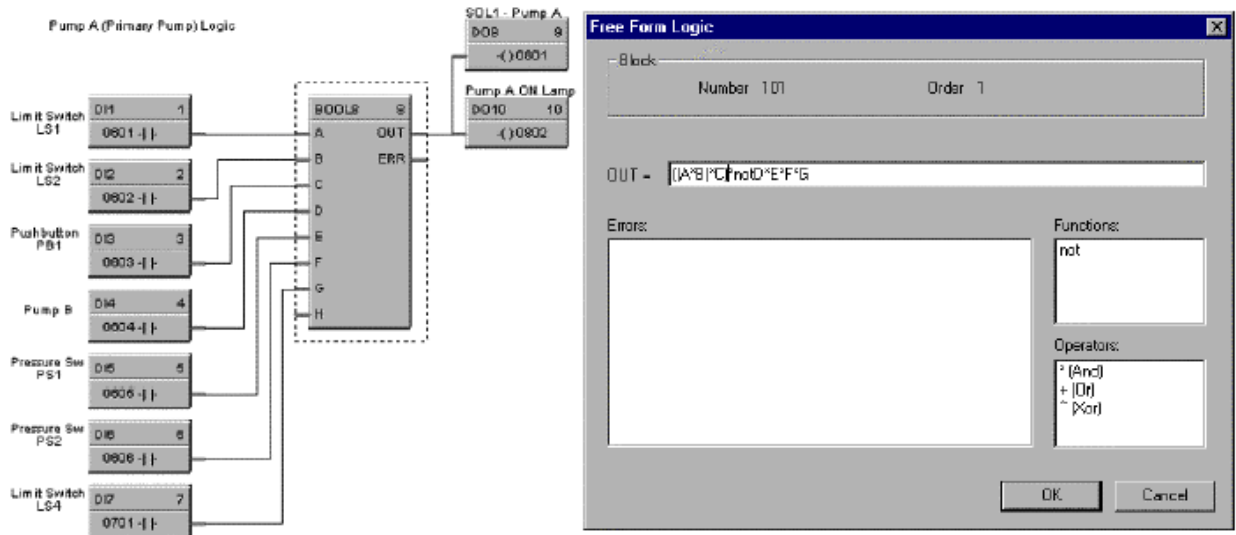 Pump A (Primary Pump) Logic
SOL1 - Pump A
DO9 9
-( )0801
Pump A ON Lamp
DO10 10
-( )0802
Limit Switch
LS1
DI1 1
0601 -| |-
Limit Switch
LS2
DI2 2
0602 -| |-
Pushbutton
PB1
DI3 3
0603 -| |-
Pump B
DI4 4
0604 -| |-
Pressure Sw
PS1
DI5 5
0605 -| |-
Pressure Sw
PS2
DI6 6
0606 -| |-
Limit Switch
LS4
DI7 7
0701 -| |-
BOOL8 9
A OUT
B ERR
C
D
E
F
G
H
Free Form Logic
Block
Number 101
Order 1
OUT =
((A*B)*C)*notD*E*F*G
Errors:
Functions:
not
Operators:
* (And)
+ (Or)
^ (Xor)
OK
Cancel